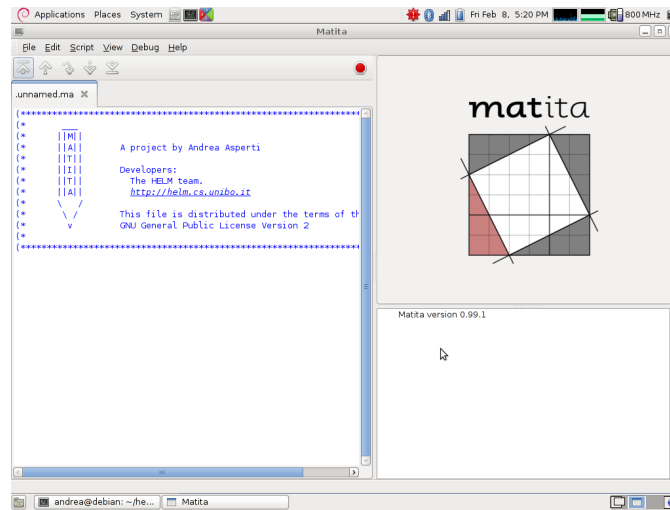 Applications Places System Fri Feb 8, 5:20 PM 800 MHz
Matita
File Edit Script View Debug Help
.unnamed.ma
(**************************************************************
(* ___
(* ||M||
(* ||A|| A project by Andrea Asperti
(* ||T||
(* ||I|| Developers:
(* ||T|| The HELM team.
(* ||A|| http://helm.cs.unibo.it
(* \ /
(* \ / This file is distributed under the terms of th
(* v GNU General Public License Version 2
(*
(**************************************************************
matita
Matita version 0.99.1
andrea@debian: ~/he... Matita